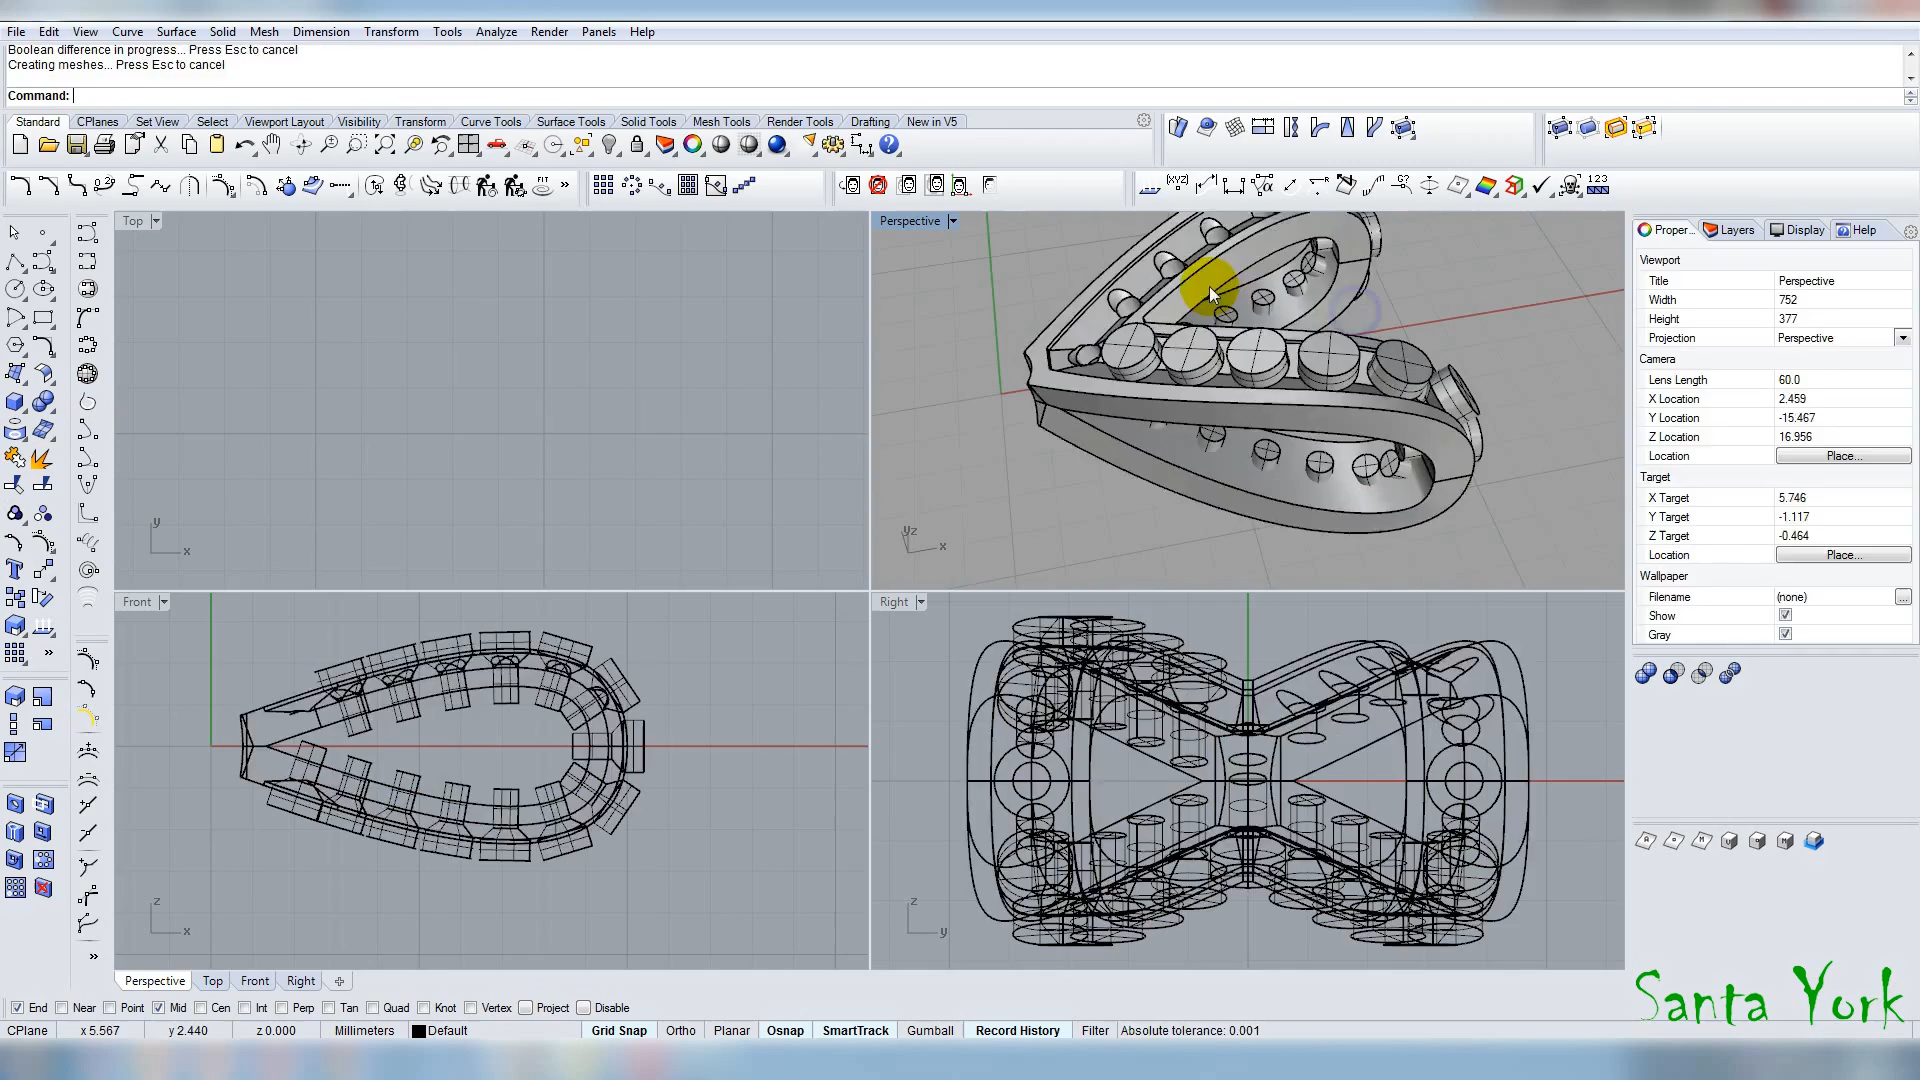 File Edit View Curve Surface Solid Mesh Dimension Transform Tools Analyze Render Panels Help
Boolean difference in progress... Press Esc to cancel
Creating meshes... Press Esc to cancel
Command:
Standard CPlanes Set View Select Viewport Layout Visibility Transform Curve Tools Surface Tools Solid Tools Mesh Tools Render Tools Drafting New in V5
Top
Perspective
Proper... Layers Display Help
Viewport
Title Perspective
Width 752
Height 377
Projection Perspective
Camera
Lens Length 60.0
X Location 2.459
Y Location -15.467
Z Location 16.956
Location Place...
Target
X Target 5.746
Y Target -1.117
Z Target -0.464
Location Place...
Wallpaper
Filename (none) ...
Show
Gray
y
x
yz
x
Front
Right
z
x
z
y
Perspective Top Front Right
End Near Point Mid Cen Int Perp Tan Quad Knot Vertex Project Disable
CPlane x 5.567 y 2.440 z 0.000 Millimeters Default Grid Snap Ortho Planar Osnap SmartTrack Gumball Record History Filter Absolute tolerance: 0.001
Santa York